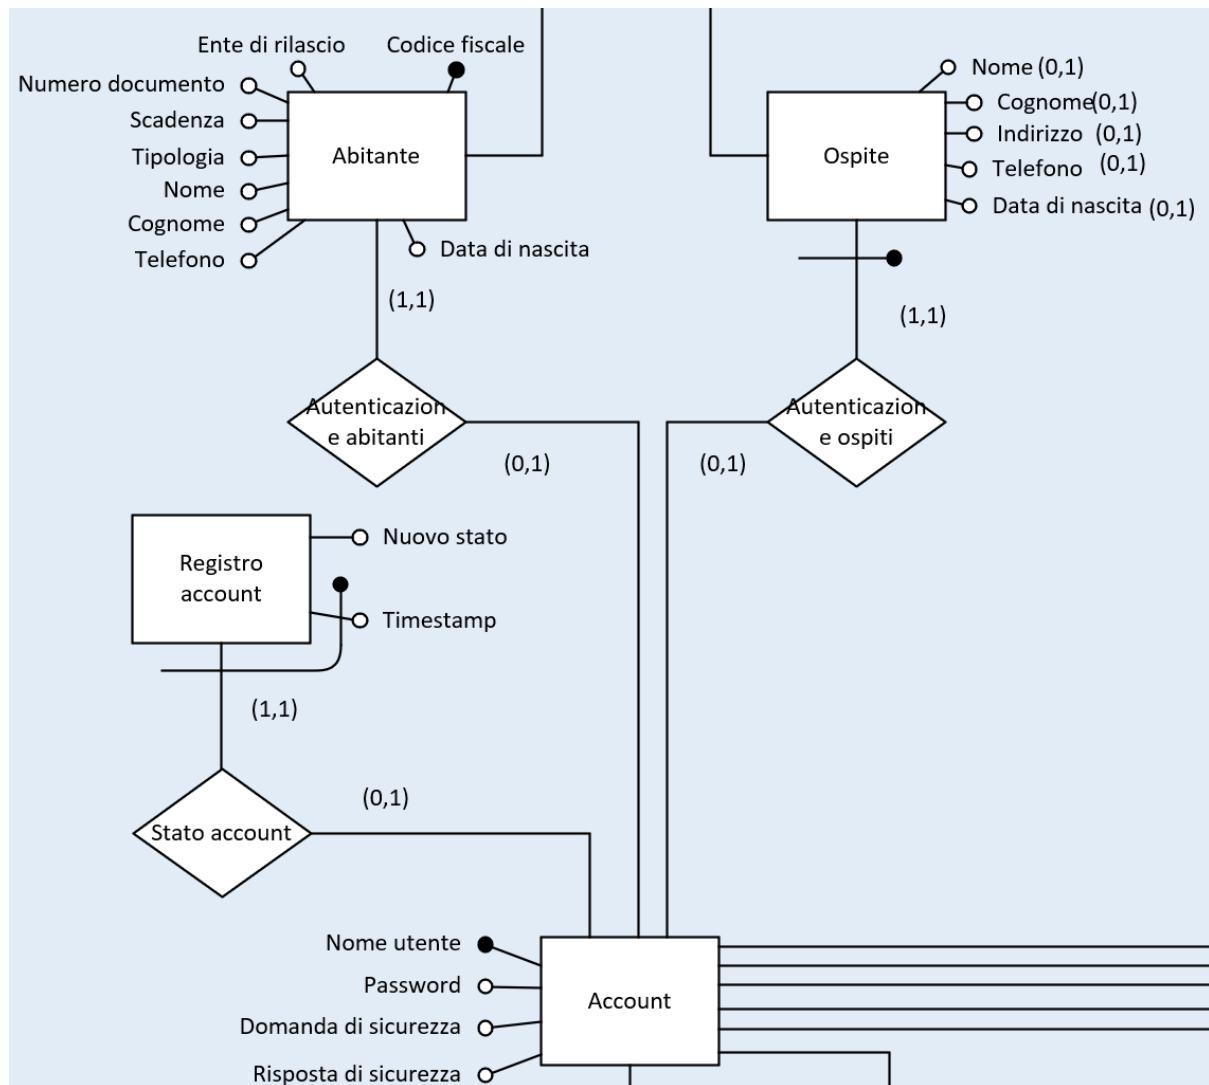 Ente di rilascio
Codice fiscale
Numero documento
Scadenza
Tipologia
Nome
Cognome
Telefono
Abitante
Data di nascita
(1,1)
Autenticazion
e abitanti
(0,1)
Ospite
Nome (0,1)
Cognome (0,1)
Indirizzo (0,1)
Telefono (0,1)
Data di nascita (0,1)
(1,1)
Autenticazion
e ospiti
(0,1)
Registro
account
Nuovo stato
Timestamp
(1,1)
Stato account
(0,1)
Nome utente
Password
Domanda di sicurezza
Risposta di sicurezza
Account